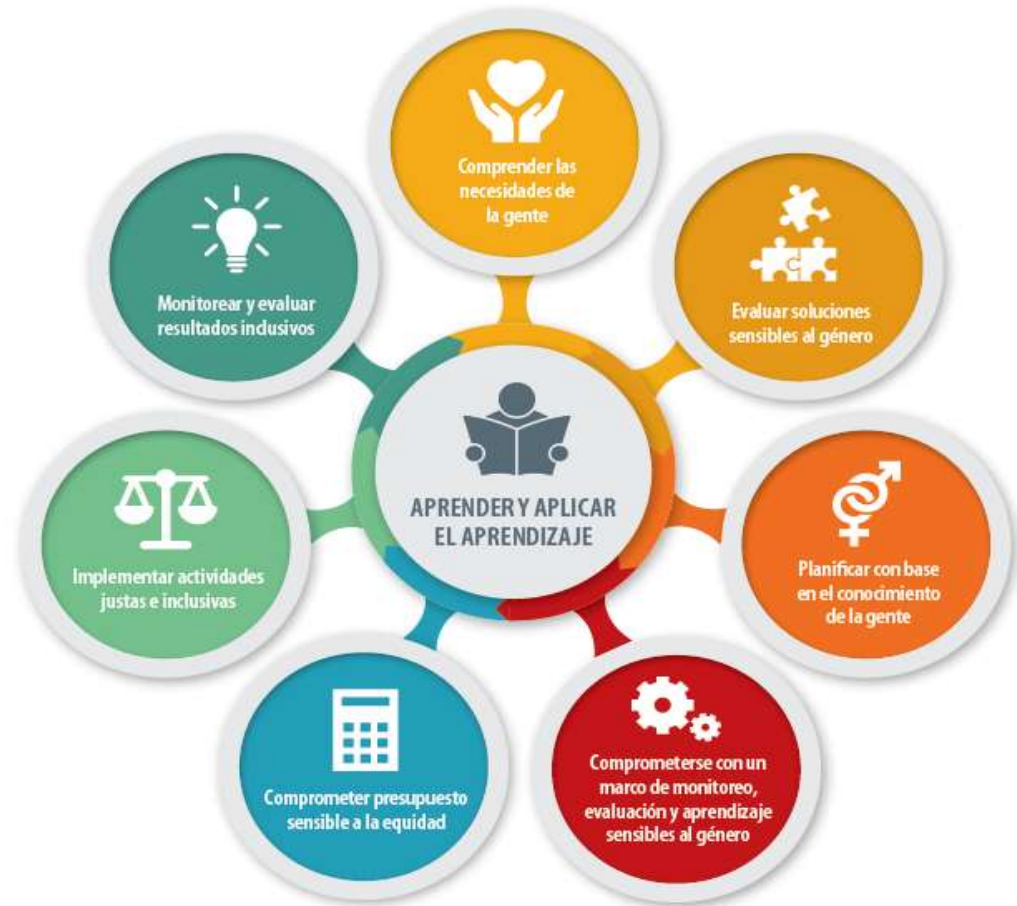 Comprender las
necesidades de
la gente
Evaluar soluciones
sensibles al género
Planificar con base
en el conocimiento
de la gente
Comprometerse con un
marco de monitoreo,
evaluación y aprendizaje
sensibles al género
Comprometer presupuesto
sensible a la equidad
Implementar actividades
justas e inclusivas
Monitorear y evaluar
resultados inclusivos
APRENDER Y APLICAR
EL APRENDIZAJE